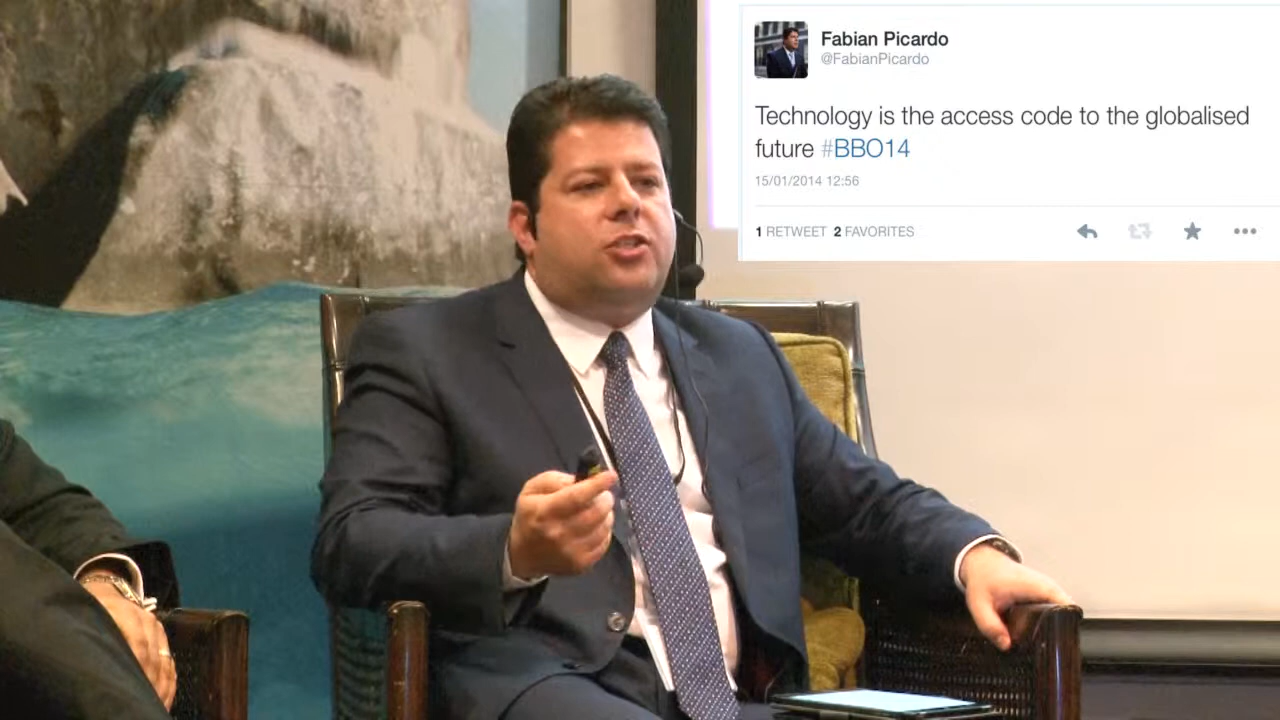 Fabian Picardo
@FabianPicardo
Technology is the access code to the globalised
future #BBO14
15/01/2014 12:56
1 RETWEET 2 FAVORITES